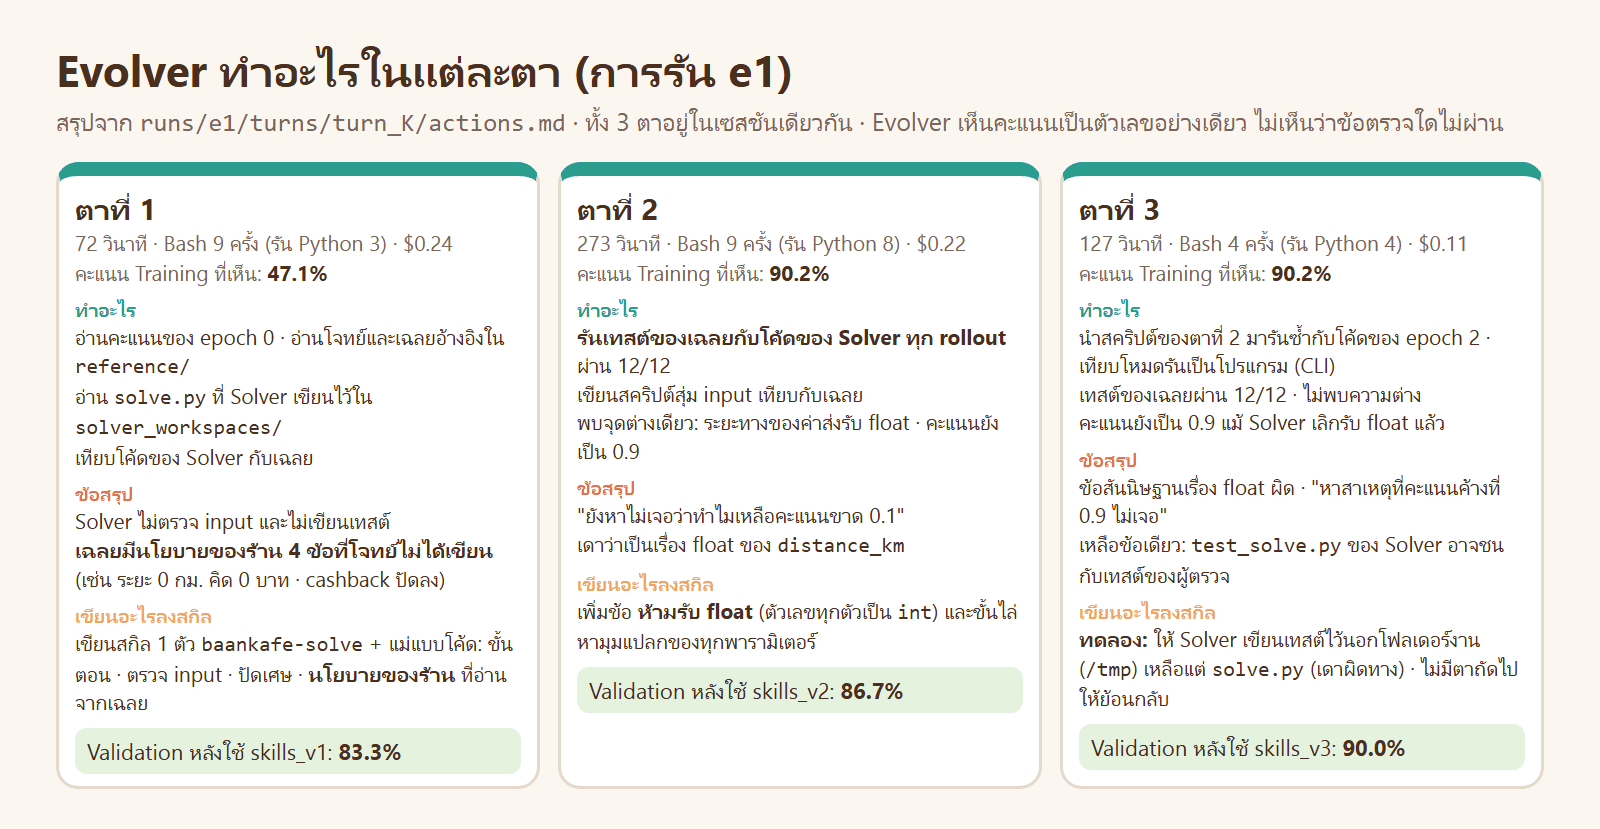 Evolver ทำอะไรในแต่ละตา (การรัน e1)
สรุปจาก runs/e1/turns/turn_K/actions.md · ทั้ง 3 ตาอยู่ในเซสชันเดียวกัน · Evolver เห็นคะแนนเป็นตัวเลขอย่างเดียว ไม่เห็นว่าข้อตรวจใดไม่ผ่าน
ตาที่ 1
72 วินาที · Bash 9 ครั้ง (รัน Python 3) · $0.24
คะแนน Training ที่เห็น: 47.1%
ทำอะไร
อ่านคะแนนของ epoch 0 · อ่านโจทย์และเฉลยอ้างอิงใน
reference/
อ่าน solve.py ที่ Solver เขียนไว้ใน
solver_workspaces/
เทียบโค้ดของ Solver กับเฉลย
ข้อสรุป
Solver ไม่ตรวจ input และไม่เขียนเทสต์
เฉลยมีนโยบายของร้าน 4 ข้อที่โจทย์ไม่ได้เขียน
(เช่น ระยะ 0 กม. คิด 0 บาท · cashback ปัดลง)
เขียนอะไรลงสกิล
เขียนสกิล 1 ตัว baankafe-solve + แม่แบบโค้ด: ขั้น
ตอน · ตรวจ input · ปัดเศษ · นโยบายของร้าน ที่อ่าน
จากเฉลย
Validation หลังใช้ skills_v1: 83.3%
ตาที่ 2
273 วินาที · Bash 9 ครั้ง (รัน Python 8) · $0.22
คะแนน Training ที่เห็น: 90.2%
ทำอะไร
รันเทสต์ของเฉลยกับโค้ดของ Solver ทุก rollout
ผ่าน 12/12
เขียนสคริปต์สุ่ม input เทียบกับเฉลย
พบจุดต่างเดียว: ระยะทางของค่าส่งรับ float · คะแนนยัง
เป็น 0.9
ข้อสรุป
"ยังหาไม่เจอว่าทำไมเหลือคะแนนขาด 0.1"
เดาว่าเป็นเรื่อง float ของ distance_km
เขียนอะไรลงสกิล
เพิ่มข้อ ห้ามรับ float (ตัวเลขทุกตัวเป็น int) และขั้นไล่
หามุมแปลกของทุกพารามิเตอร์
Validation หลังใช้ skills_v2: 86.7%
ตาที่ 3
127 วินาที · Bash 4 ครั้ง (รัน Python 4) · $0.11
คะแนน Training ที่เห็น: 90.2%
ทำอะไร
นำสคริปต์ของตาที่ 2 มารันซ้ำกับโค้ดของ epoch 2 ·
เทียบโหมดรันเป็นโปรแกรม (CLI)
เทสต์ของเฉลยผ่าน 12/12 · ไม่พบความต่าง
คะแนนยังเป็น 0.9 แม้ Solver เลิกรับ float แล้ว
ข้อสรุป
ข้อสันนิษฐานเรื่อง float ผิด · "หาสาเหตุที่คะแนนค้างที่
0.9 ไม่เจอ"
เหลือข้อเดียว: test_solve.py ของ Solver อาจชน
กับเทสต์ของผู้ตรวจ
เขียนอะไรลงสกิล
ทดลอง: ให้ Solver เขียนเทสต์ไว้นอกโฟลเดอร์งาน
(/tmp) เหลือแต่ solve.py (เดาผิดทาง) · ไม่มีตาถัดไป
ให้ย้อนกลับ
Validation หลังใช้ skills_v3: 90.0%